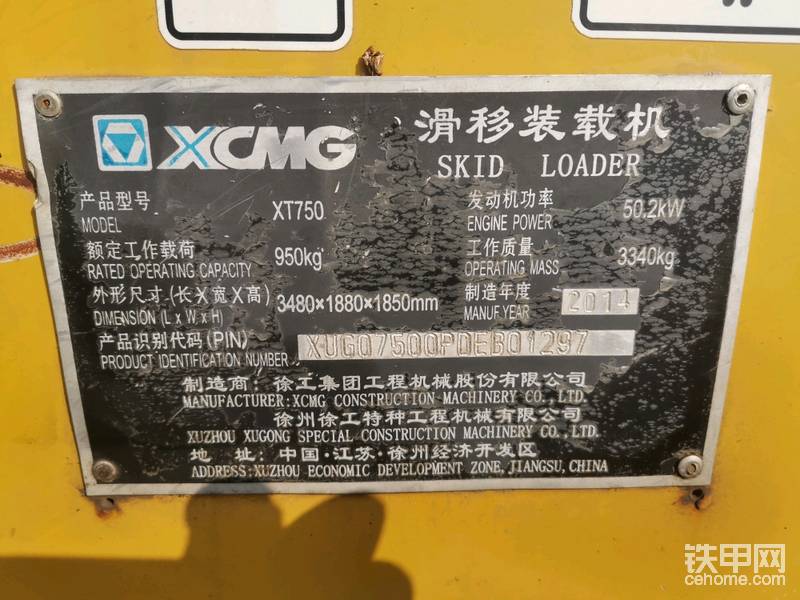 XCMG 滑移装载机
SKID LOADER
产品型号 XT750 发动机功率 50.2kW
MODEL ENGINE POWER
额定工作载荷 950kg 工作质量 3340kg
RATED OPERATING CAPACITY OPERATING MASS
外形尺寸(长X宽X高) 3480×1880×1850mm 制造年度 2014
DIMENSION (L x W x H) MANUF YEAR
产品识别代码(PIN) XUG07500PDEB01297
PRODUCT IDENTIFICATION NUMBER
制造商：徐工集团工程机械股份有限公司
MANUFACTURER:XCMG CONSTRUCTION MACHINERY CO., LTD.
徐州徐工特种工程机械有限公司
XUZHOU XUGONG SPECIAL CONSTRUCTION MACHINERY CO.,LTD.
地 址：中国·江苏·徐州经济开发区
ADDRESS:XUZHOU ECONOMIC DEVELOPMENT ZONE, JIANGSU, CHINA
铁甲网
cehome.com